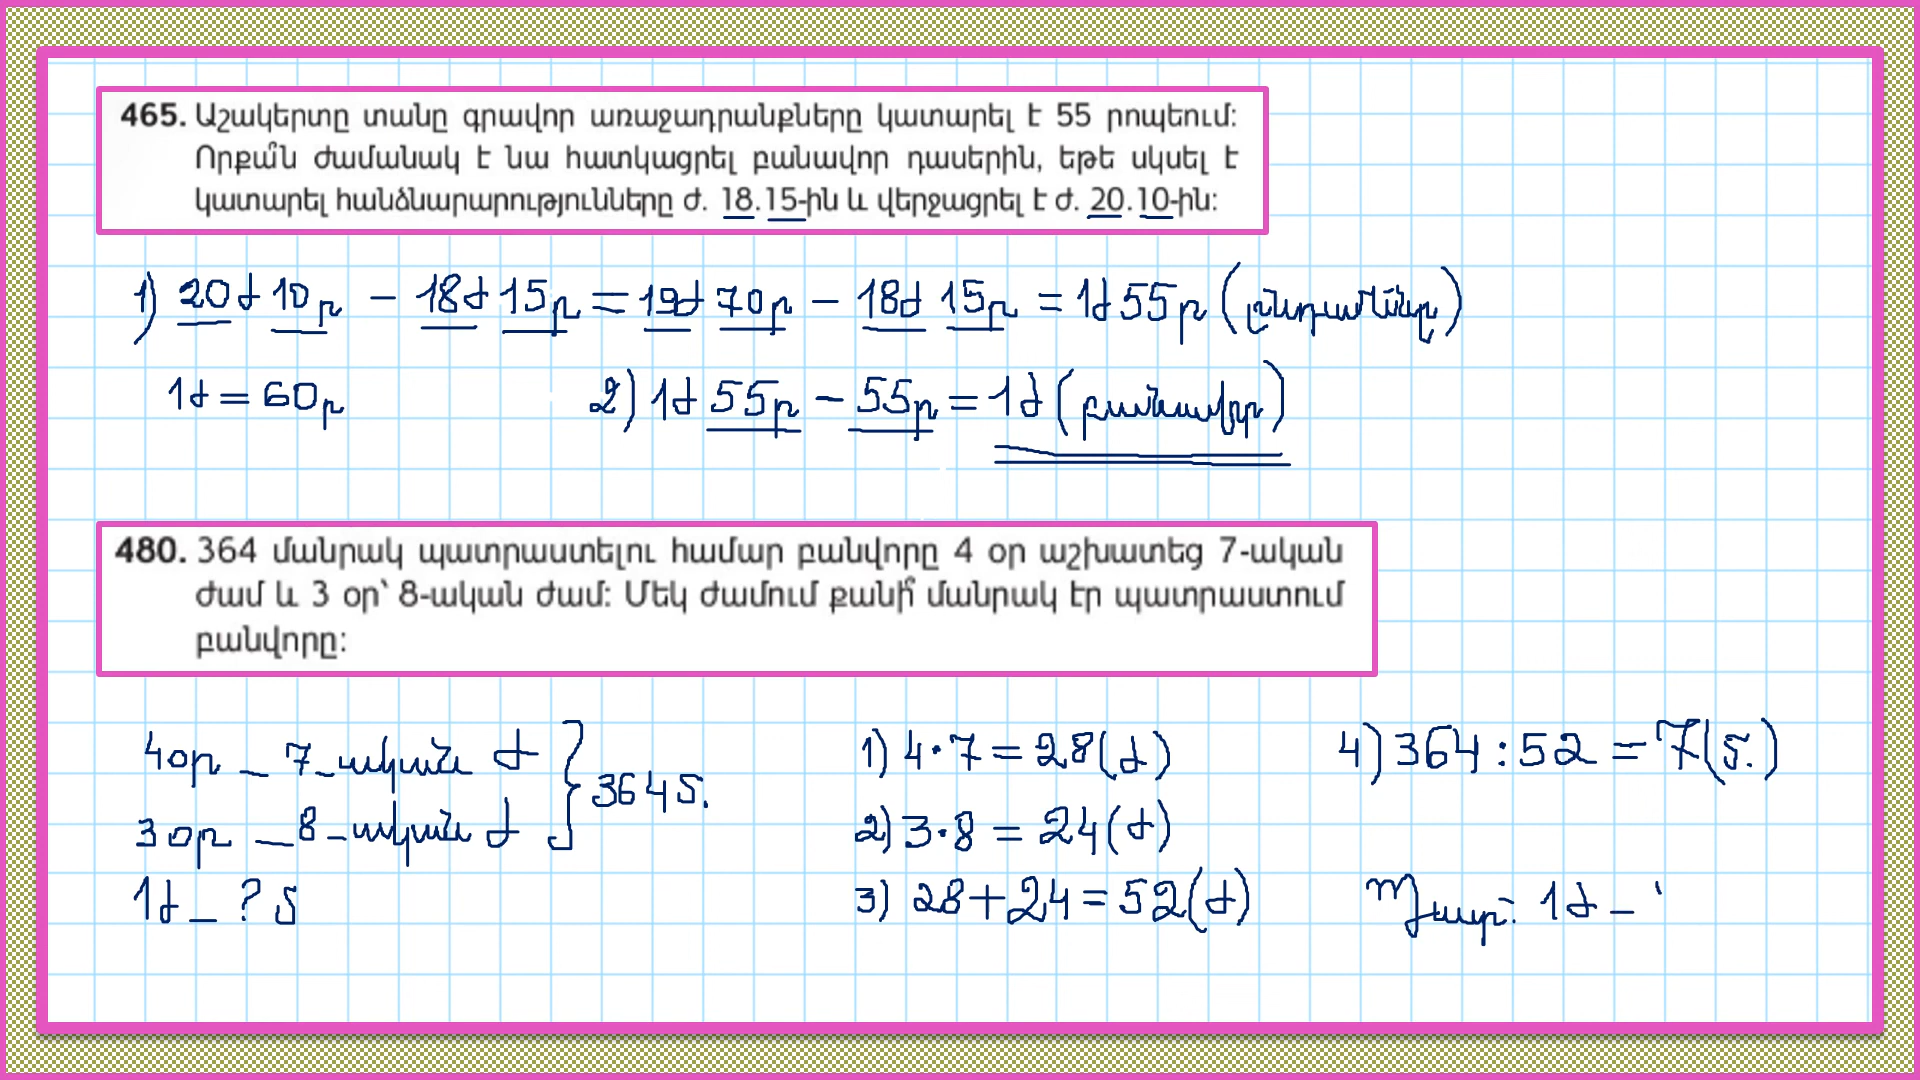 465. Աշակերտը տանը գրավոր առաջադրանքները կատարել է 55 րոպեում:
Որքա՞ն ժամանակ է նա հատկացրել բանավոր դասերին, եթե սկսել է
կատարել հանձնարարությունները ժ. 18.15-ին և վերջացրել է ժ. 20.10-ին:
1) 20ժ 10ր – 18ժ 15ր = 19ժ 70ր – 18ժ 15ր = 1ժ 55ր (ընդամենը)
1ժ = 60ր
2) 1ժ 55ր – 55ր = 1ժ (բանավոր)
480. 364 մանրակ պատրաստելու համար բանվորը 4 օր աշխատեց 7-ական
ժամ և 3 օր՝ 8-ական ժամ: Մեկ ժամում քանի՞ մանրակ էր պատրաստում
բանվորը:
4օր – 7-ական ժ
3օր – 8-ական ժ
364 մ.
1ժ – ? մ
1) 4·7 = 28(ժ)
2) 3·8 = 24(ժ)
3) 28+24 = 52(ժ)
4) 364 : 52 = 7(մ.)
Պատ.: 1ժ –